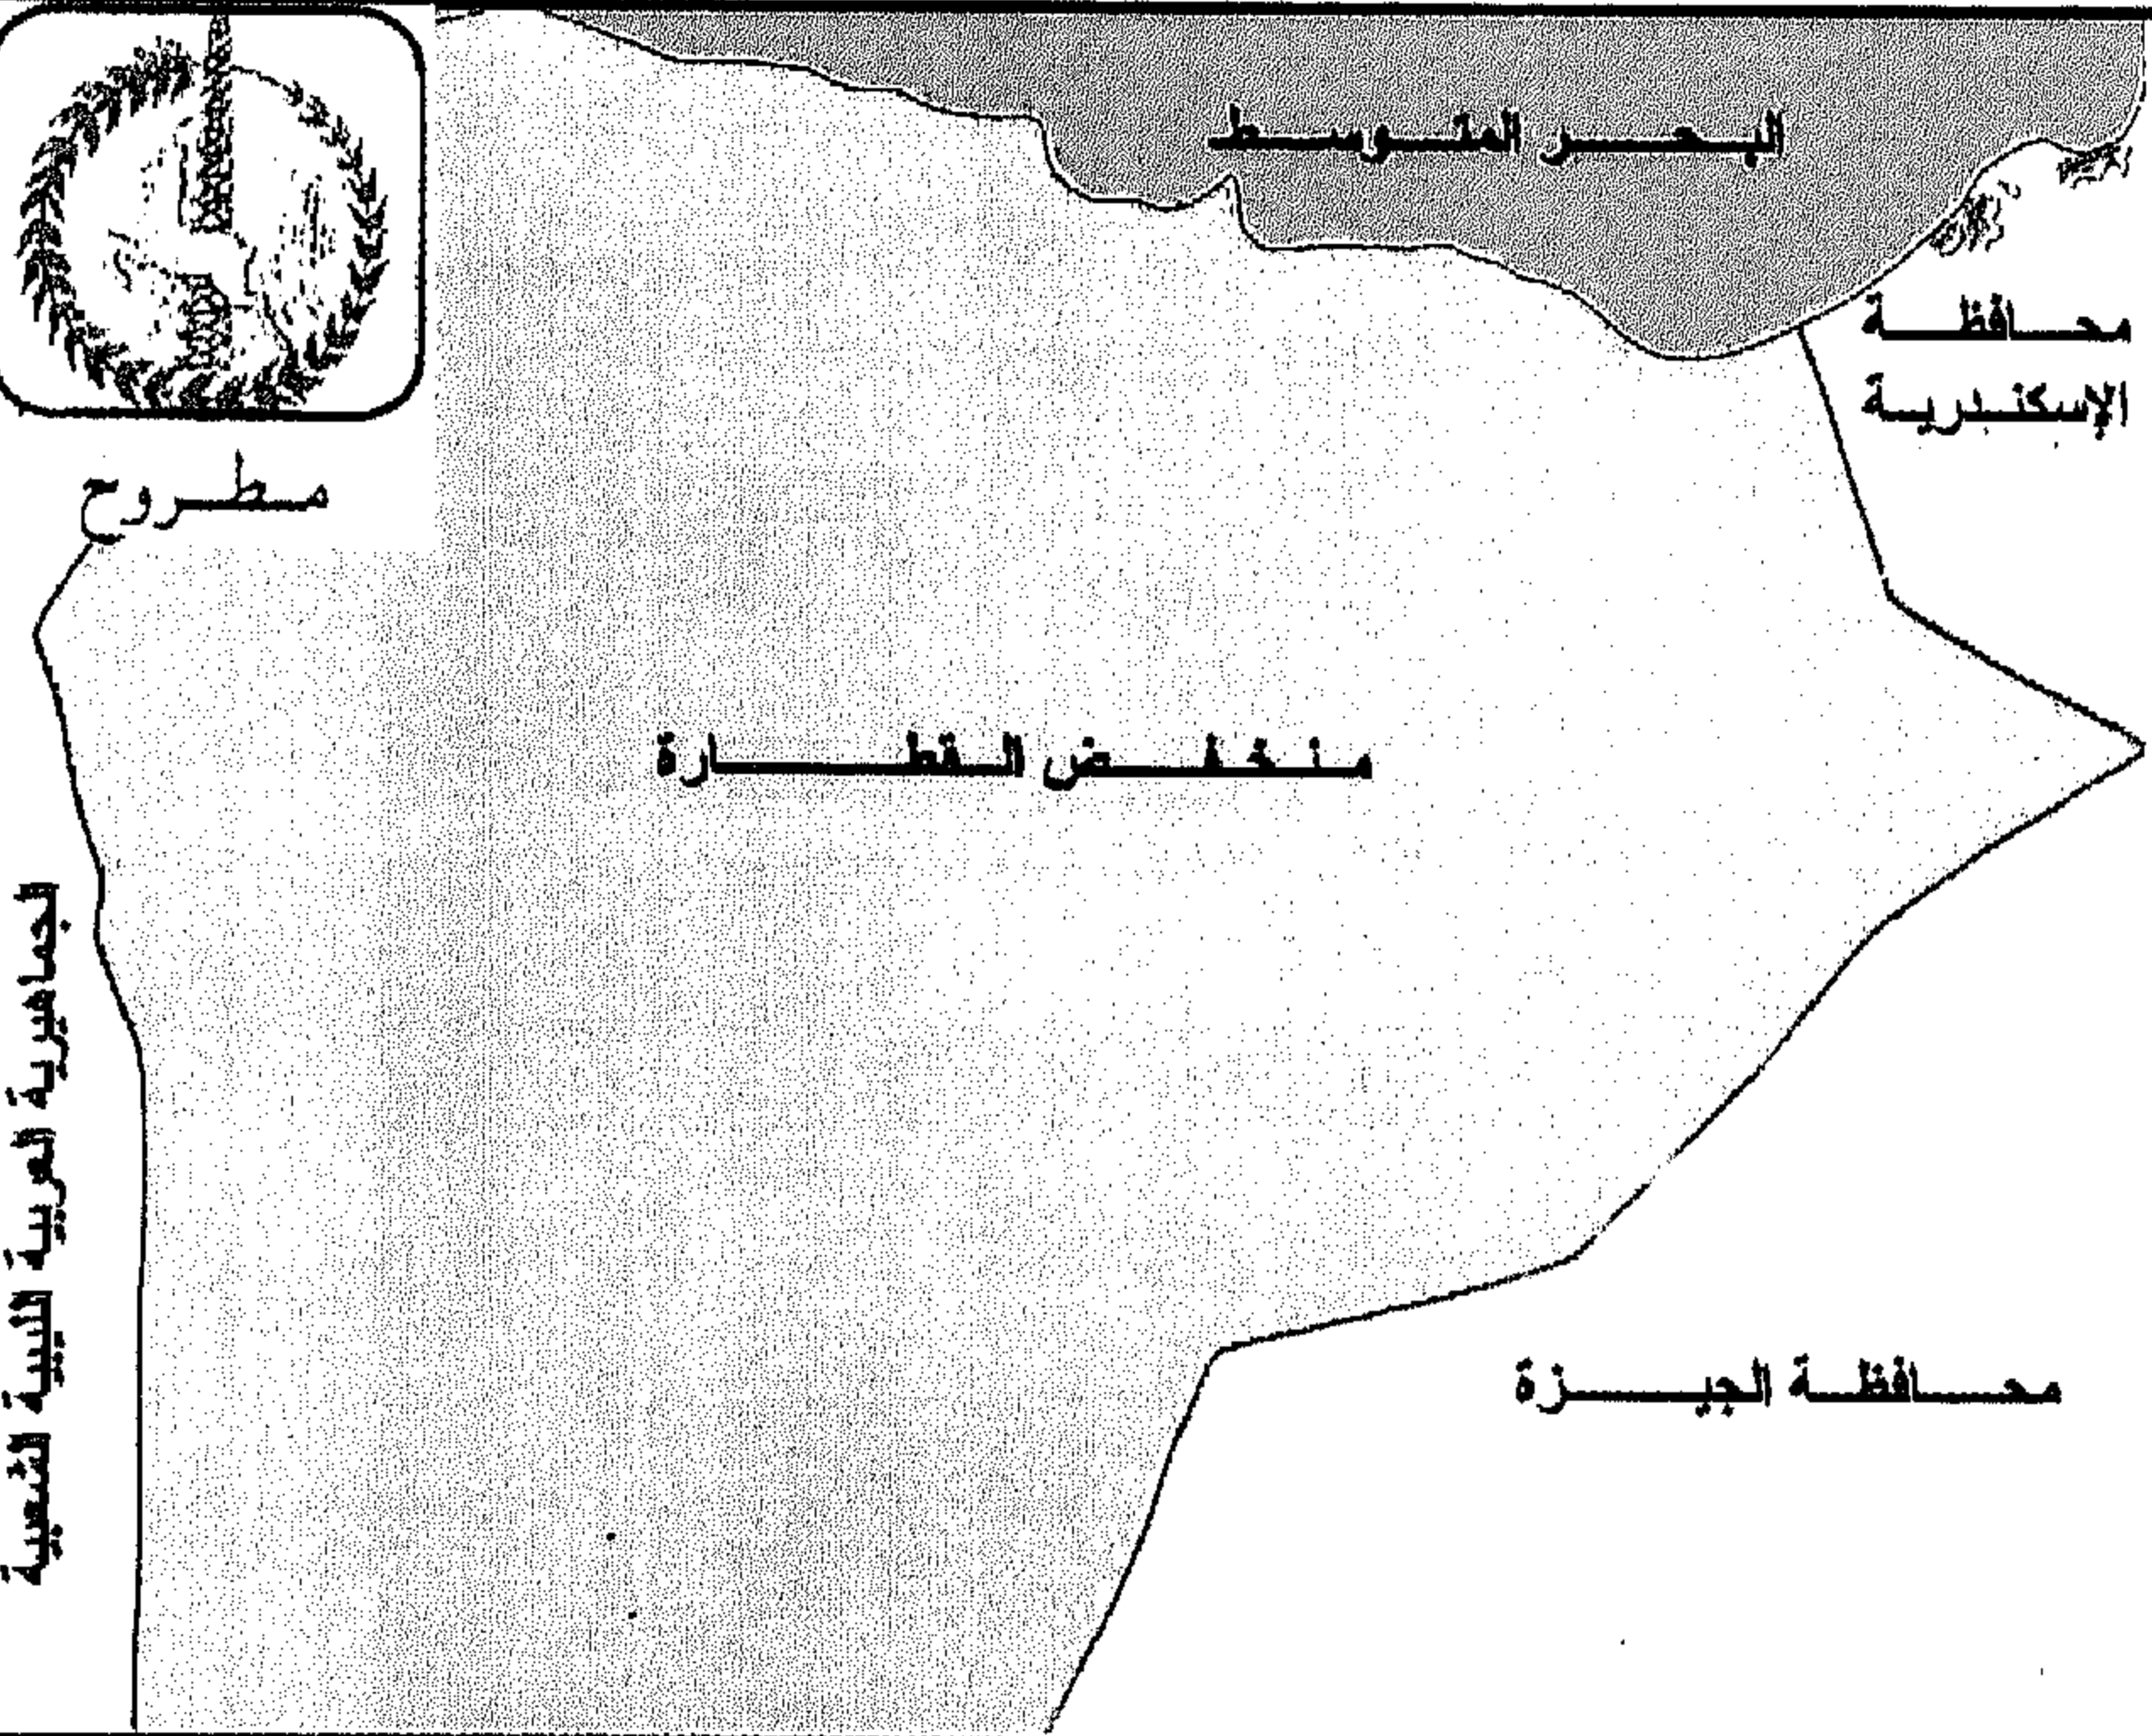 البحر المتوسط
محافظة
الإسكندرية
مطروح
منخفض القطارة
الجماهيرية العربية الليبية الشعبية
محافظة الجيزة